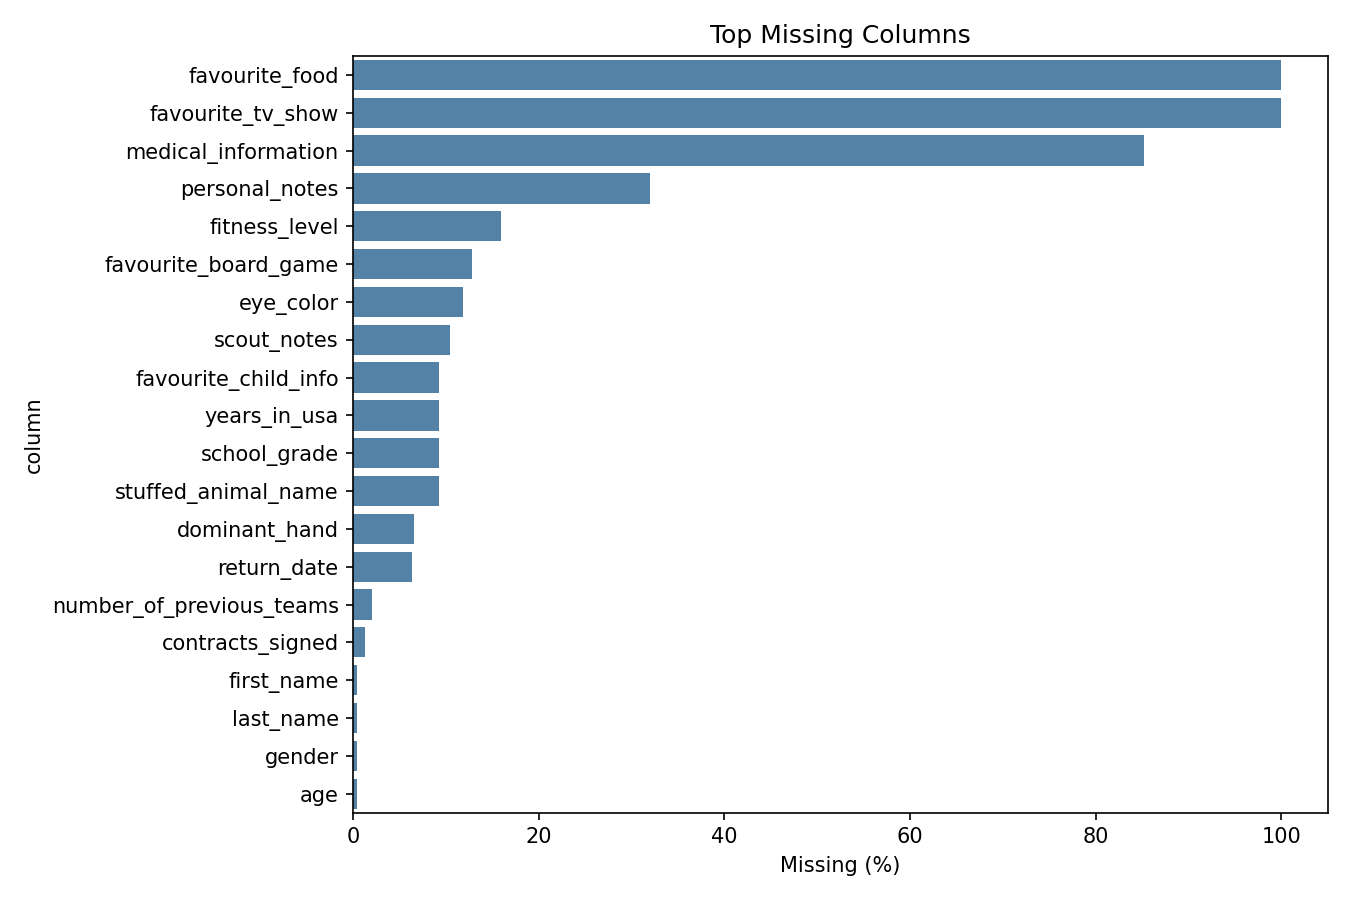 Top Missing Columns
favourite_food
favourite_tv_show
medical_information
personal_notes
fitness_level
favourite_board_game
eye_color
scout_notes
favourite_child_info
years_in_usa
school_grade
stuffed_animal_name
dominant_hand
return_date
number_of_previous_teams
contracts_signed
first_name
last_name
gender
age
column
0 20 40 60 80 100
Missing (%)